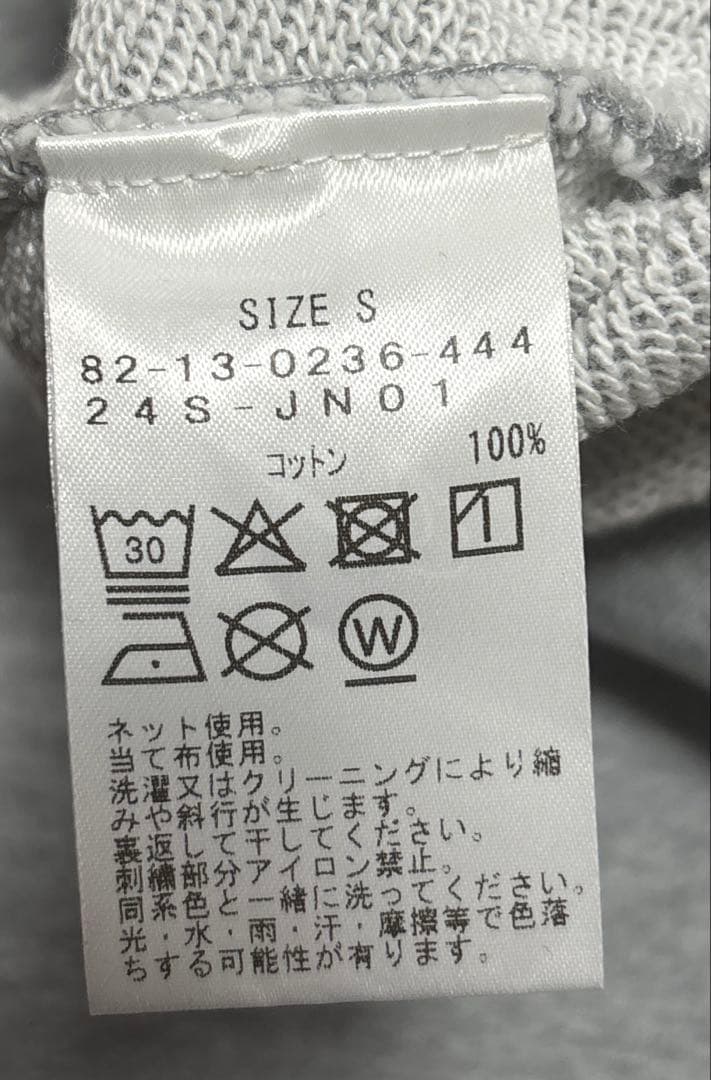 SIZE S
82-13-0236-444
24S-JN01
コットン 100%
30
W
ネット使用。
当て布使用。
洗濯又はクリーニングにより縮
みや斜行が生じます。
裏返して干してください。
刺繍部分アイロン禁止。
同系色と一緒に洗ってください。
光・水・雨・汗・摩擦等で色落
ちする可能性が有ります。